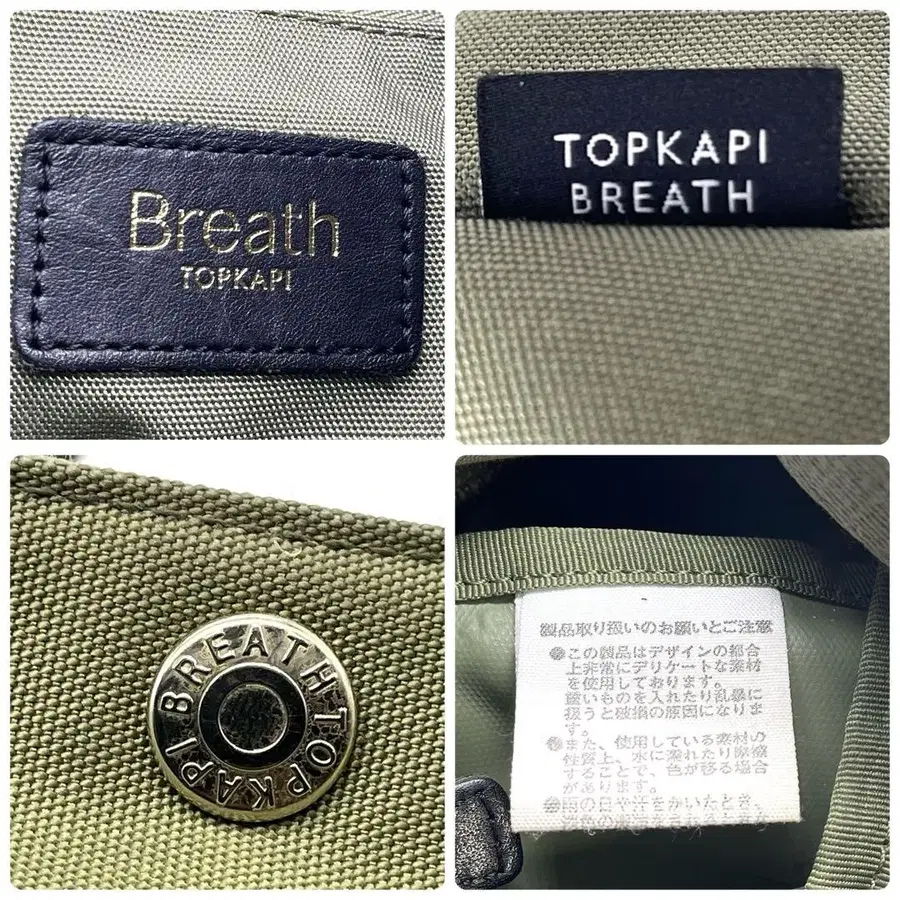 Breath
TOPKAPI
TOPKAPI
BREATH
BREATH TOPKAPI
製品取り扱いのお願いとご注意
この製品はデザインの都合
上非常にデリケートな素材
を使用しております。
重いものを入れたり乱暴に
扱うと破損の原因になりま
す。
また、使用している素材の
性質上、水に濡れたり摩擦
することで、色が移る場合
があります。
雨の日や汗をかいたとき、